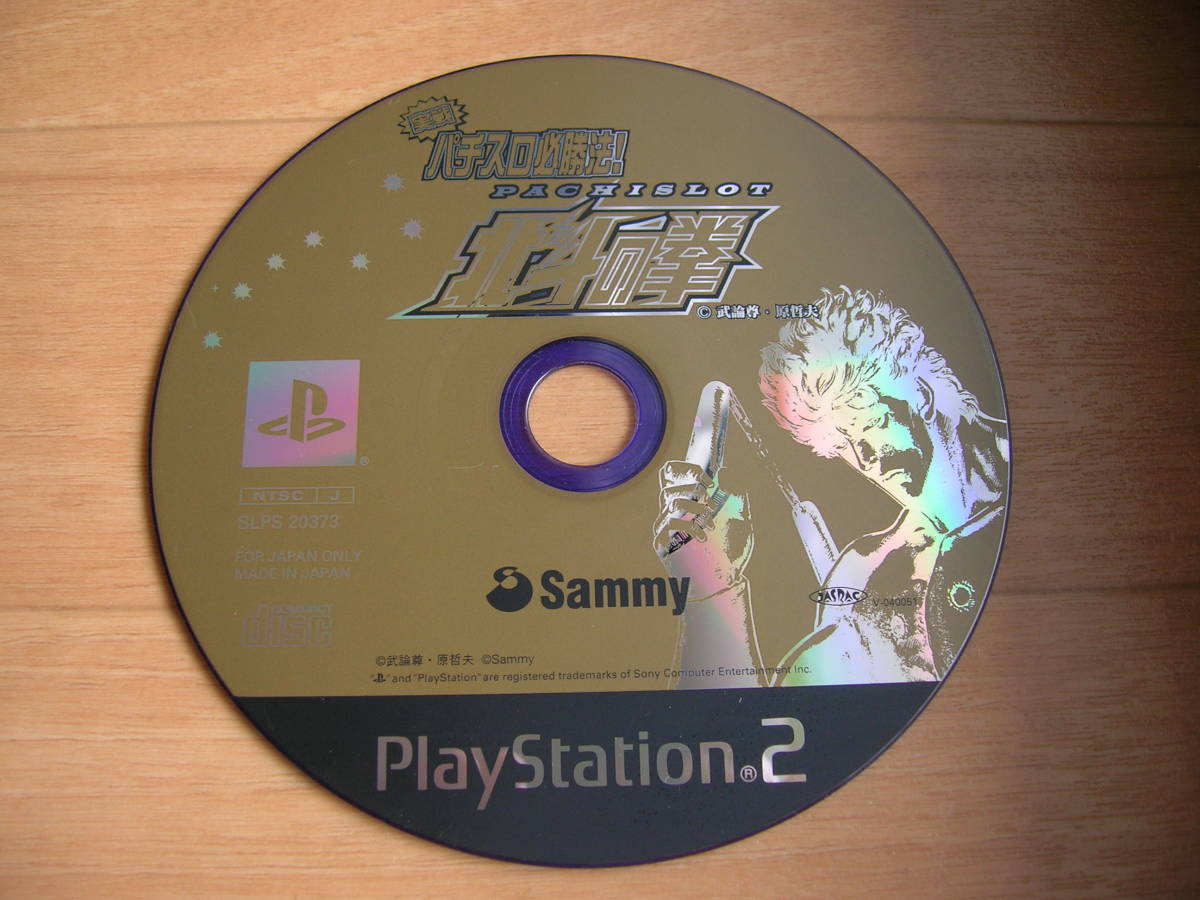 実戦
パチスロ必勝法!
PACHISLOT
北斗の拳
© 武論尊・原哲夫
®
NTSC J
SLPS 20373
FOR JAPAN ONLY
MADE IN JAPAN
COMPACT
disc
Sammy
JASRAC
V-040051
©武論尊・原哲夫 ©Sammy
" " and "PlayStation" are registered trademarks of Sony Computer Entertainment Inc.
PlayStation®2